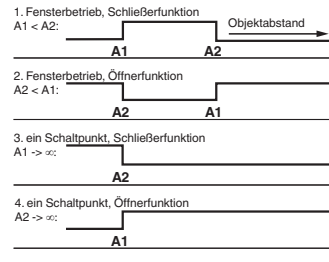 1. Fensterbetrieb, Schließerfunktion
A1 < A2:
Objektabstand
A1 A2
2. Fensterbetrieb, Öffnerfunktion
A2 < A1:
A2 A1
3. ein Schaltpunkt, Schließerfunktion
A1 -> ∞:
A2
4. ein Schaltpunkt, Öffnerfunktion
A2 -> ∞:
A1